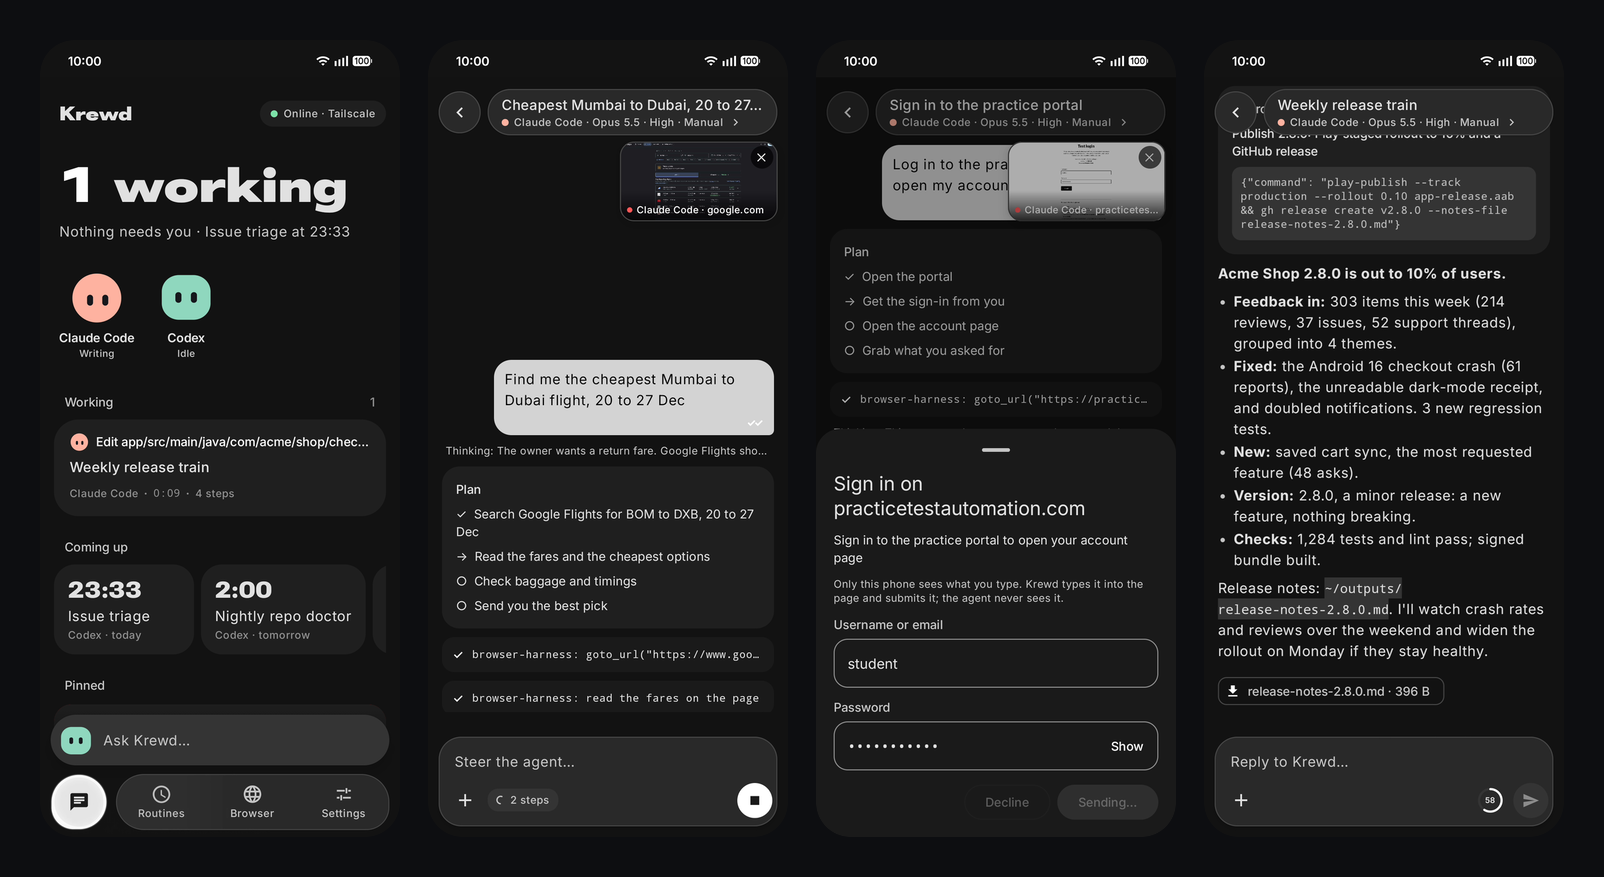 10:00
100
Krewd
Online · Tailscale
1 working
Nothing needs you · Issue triage at 23:33
Claude Code
Writing
Codex
Idle
Working
1
Edit app/src/main/java/com/acme/shop/chec...
Weekly release train
Claude Code · 0:09 · 4 steps
Coming up
23:33
Issue triage
Codex · today
2:00
Nightly repo doctor
Codex · tomorrow
Pinned
Ask Krewd...
Routines
Browser
Settings
10:00
100
Cheapest Mumbai to Dubai, 20 to 27...
Claude Code · Opus 5.5 · High · Manual
Claude Code · google.com
Find me the cheapest Mumbai to
Dubai flight, 20 to 27 Dec
Thinking: The owner wants a return fare. Google Flights sho...
Plan
Search Google Flights for BOM to DXB, 20 to 27
Dec
Read the fares and the cheapest options
Check baggage and timings
Send you the best pick
browser-harness: goto_url("https://www.goo...
browser-harness: read the fares on the page
Steer the agent...
2 steps
10:00
100
Sign in to the practice portal
Claude Code · Opus 5.5 · High · Manual
Log in to the pra
open my accoun
Claude Code · practicetes...
Plan
Open the portal
Get the sign-in from you
Open the account page
Grab what you asked for
browser-harness: goto_url("https://practic...
Sign in on
practicetestautomation.com
Sign in to the practice portal to open your account
page
Only this phone sees what you type. Krewd types it into the
page and submits it; the agent never sees it.
Username or email
student
Password
Show
Decline
Sending...
10:00
100
Weekly release train
Claude Code · Opus 5.5 · High · Manual
Publish 2.8.0: Play staged rollout to 10% and a
GitHub release
{"command": "play-publish --track
production --rollout 0.10 app-release.aab
&& gh release create v2.8.0 --notes-file
release-notes-2.8.0.md"}
Acme Shop 2.8.0 is out to 10% of users.
• Feedback in: 303 items this week (214
reviews, 37 issues, 52 support threads),
grouped into 4 themes.
• Fixed: the Android 16 checkout crash (61
reports), the unreadable dark-mode receipt,
and doubled notifications. 3 new regression
tests.
• New: saved cart sync, the most requested
feature (48 asks).
• Version: 2.8.0, a minor release: a new
feature, nothing breaking.
• Checks: 1,284 tests and lint pass; signed
bundle built.
Release notes: ~/outputs/
release-notes-2.8.0.md. I'll watch crash rates
and reviews over the weekend and widen the
rollout on Monday if they stay healthy.
release-notes-2.8.0.md · 396 B
Reply to Krewd...
58